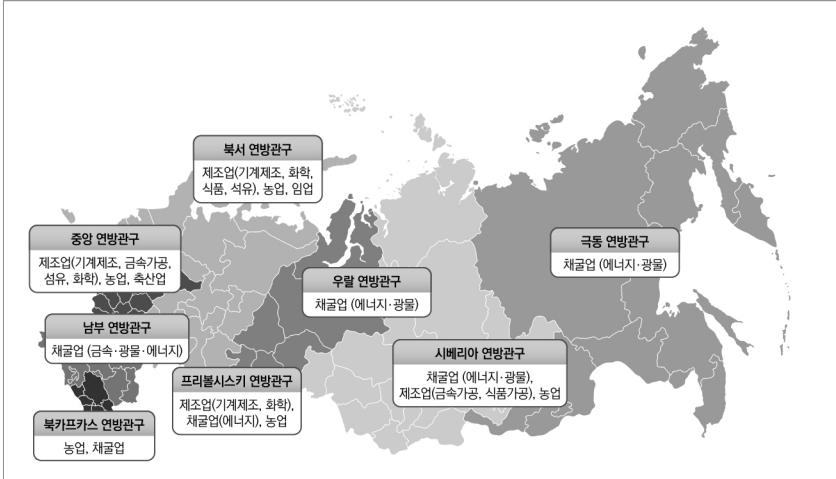 북서 연방관구
제조업(기계제조, 화학,
식품, 석유), 농업, 임업
중앙 연방관구
제조업(기계제조, 금속가공,
섬유, 화학), 농업, 축산업
극동 연방관구
채굴업 (에너지·광물)
우랄 연방관구
채굴업 (에너지·광물)
남부 연방관구
채굴업 (금속·광물·에너지)
시베리아 연방관구
채굴업 (에너지·광물),
제조업(금속가공, 식품가공), 농업
프리볼시스키 연방관구
제조업(기계제조, 화학),
채굴업(에너지), 농업
북카프카스 연방관구
농업, 채굴업